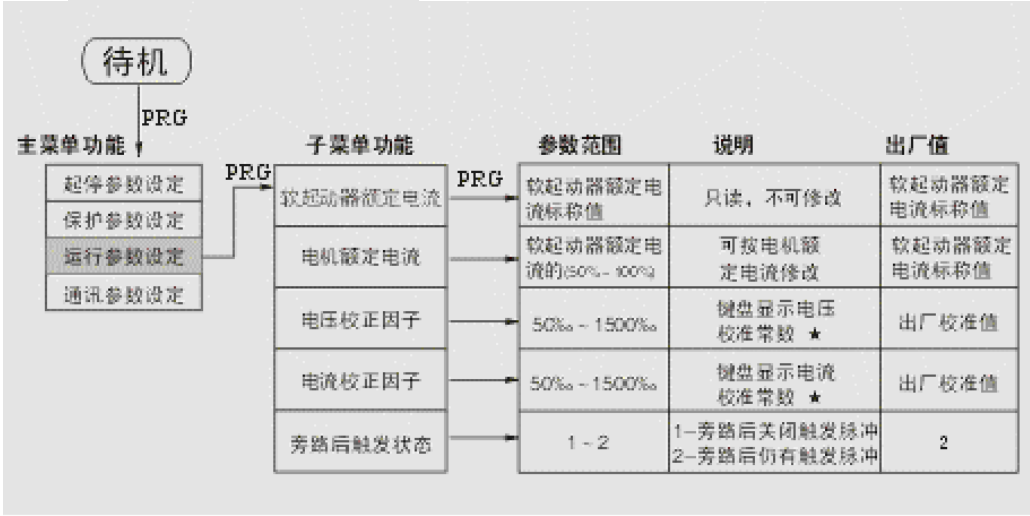 待机
PRG
主菜单功能 子菜单功能 参数范围 说明 出厂值
起停参数设定
保护参数设定
运行参数设定
通讯参数设定
PRG
软起动器额定电流
PRG
软起动器额定电
流标称值
只读，不可修改
软起动器额定
电流标称值
电机额定电流
软起动器额定电
流的(50%~100%)
可按电机额
定电流修改
软起动器额定
电流标称值
电压校正因子
50‰~1500‰
键盘显示电压
校准常数 ★
出厂校准值
电流校正因子
50‰~1500‰
键盘显示电流
校准常数 ★
出厂校准值
旁路后触发状态
1~2
1—旁路后关闭触发脉冲
2—旁路后仍有触发脉冲
2